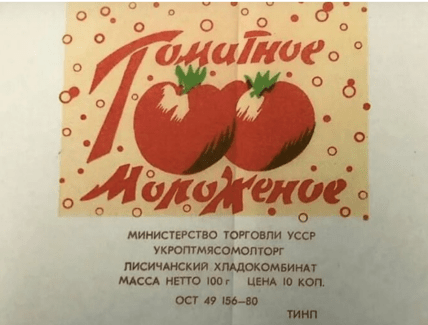 Томатное
Мороженое
МИНИСТЕРСТВО ТОРГОВЛИ УССР
УКРОПТМЯСОМОЛТОРГ
ЛИСИЧАНСКИЙ ХЛАДОКОМБИНАТ
МАССА НЕТТО 100 г ЦЕНА 10 КОП.
ОСТ 49 156—80
ТИНП